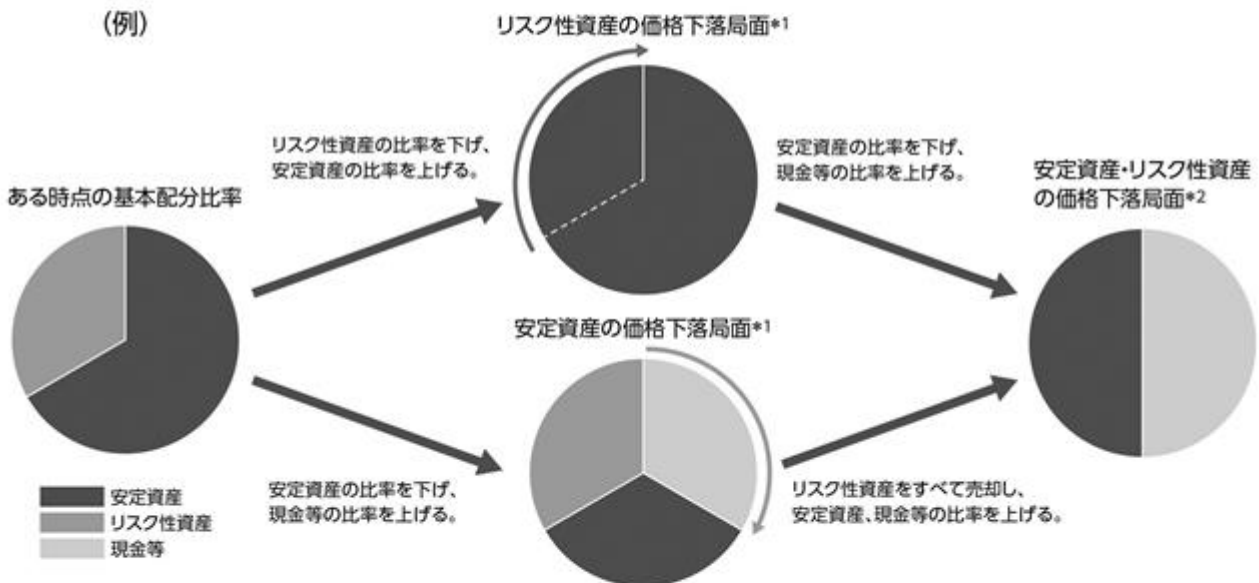 (例)
リスク性資産の価格下落局面*1
リスク性資産の比率を下げ、
安定資産の比率を上げる。
安定資産の比率を下げ、
現金等の比率を上げる。
安定資産・リスク性資産
の価格下落局面*2
ある時点の基本配分比率
安定資産の価格下落局面*1
安定資産
リスク性資産
現金等
安定資産の比率を下げ、
現金等の比率を上げる。
リスク性資産をすべて売却し、
安定資産、現金等の比率を上げる。